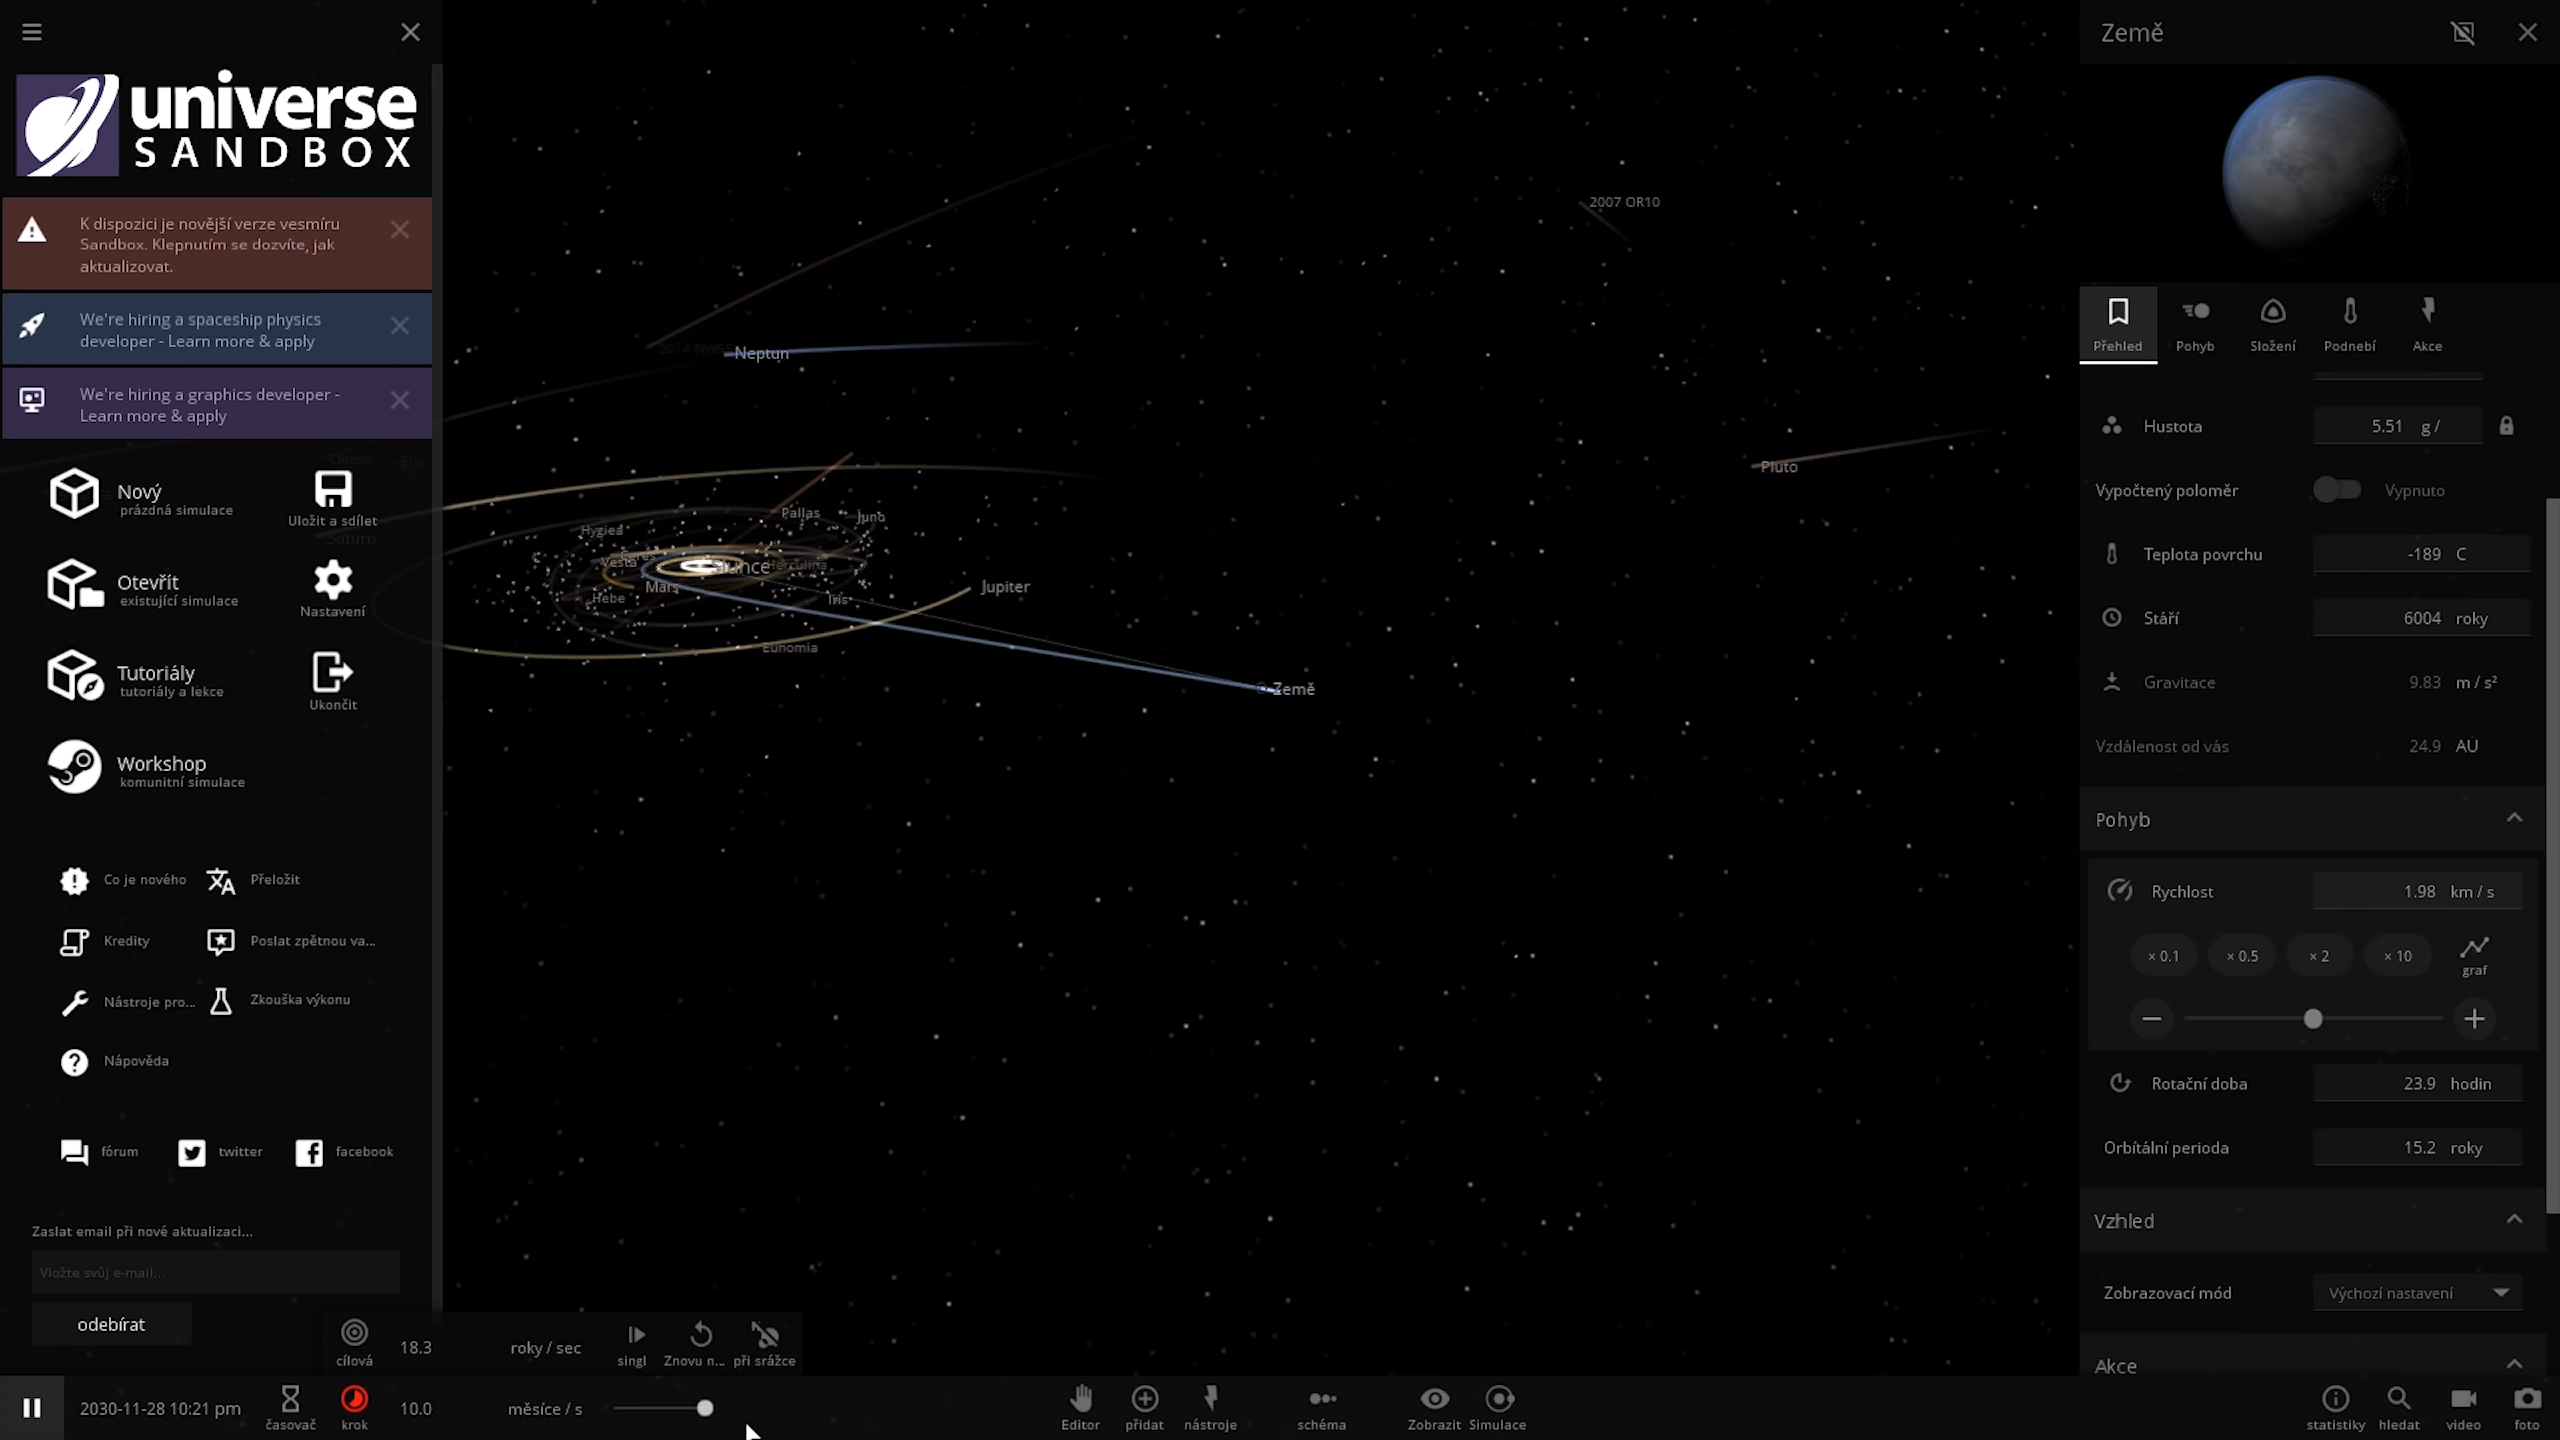 universe
SANDBOX
K dispozici je novější verze vesmíru
Sandbox. Klepnutím se dozvíte, jak
aktualizovat.
We're hiring a spaceship physics
developer - Learn more & apply
We're hiring a graphics developer -
Learn more & apply
Nový
prázdná simulace
Uložit a sdílet
Saturn
Otevřít
existující simulace
Nastavení
Tutoriály
tutoriály a lekce
Ukončit
Workshop
komunitní simulace
Co je nového
Přeložit
Kredity
Poslat zpětnou va...
Nástroje pro...
Zkouška výkonu
Nápověda
fórum
twitter
facebook
Zaslat email při nové aktualizaci...
Vložte svůj e-mail...
odebírat
2007 OR10
Neptun
Pluto
Pallas
Juno
Hygiea
Ceres
Vesta
Slunce
Herculina
Mars
Hebe
Iris
Jupiter
Eunomia
Země
cílová
18.3
roky / sec
singl
Znovu n...
při srážce
2030-11-28 10:21 pm
časovač
krok
10.0
měsíce / s
Editor
přidat
nástroje
schéma
Zobrazit
Simulace
statistiky
hledat
video
foto
Země
Přehled
Pohyb
Složení
Podnebí
Akce
Hustota
5.51 g /
Vypočtený poloměr
Vypnuto
Teplota povrchu
-189 C
Stáří
6004 roky
Gravitace
9.83 m / s²
Vzdálenost od vás
24.9 AU
Pohyb
Rychlost
1.98 km / s
× 0.1
× 0.5
× 2
× 10
graf
Rotační doba
23.9 hodin
Orbítální perioda
15.2 roky
Vzhled
Zobrazovací mód
Výchozí nastavení
Akce